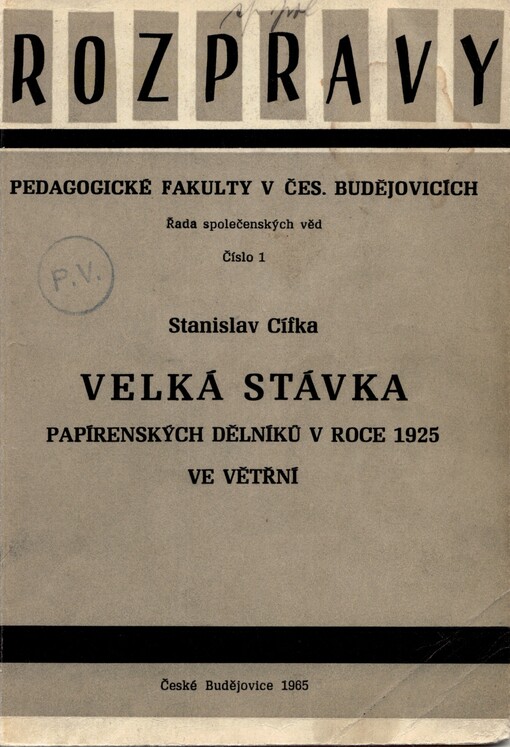 ROZPRAVY
PEDAGOGICKÉ FAKULTY V ČES. BUDĚJOVICÍCH
Řada společenských věd
Číslo 1
P.V.
Stanislav Cífka
VELKÁ STÁVKA
PAPÍRENSKÝCH DĚLNÍKŮ V ROCE 1925
VE VĚTŘNÍ
České Budějovice 1965